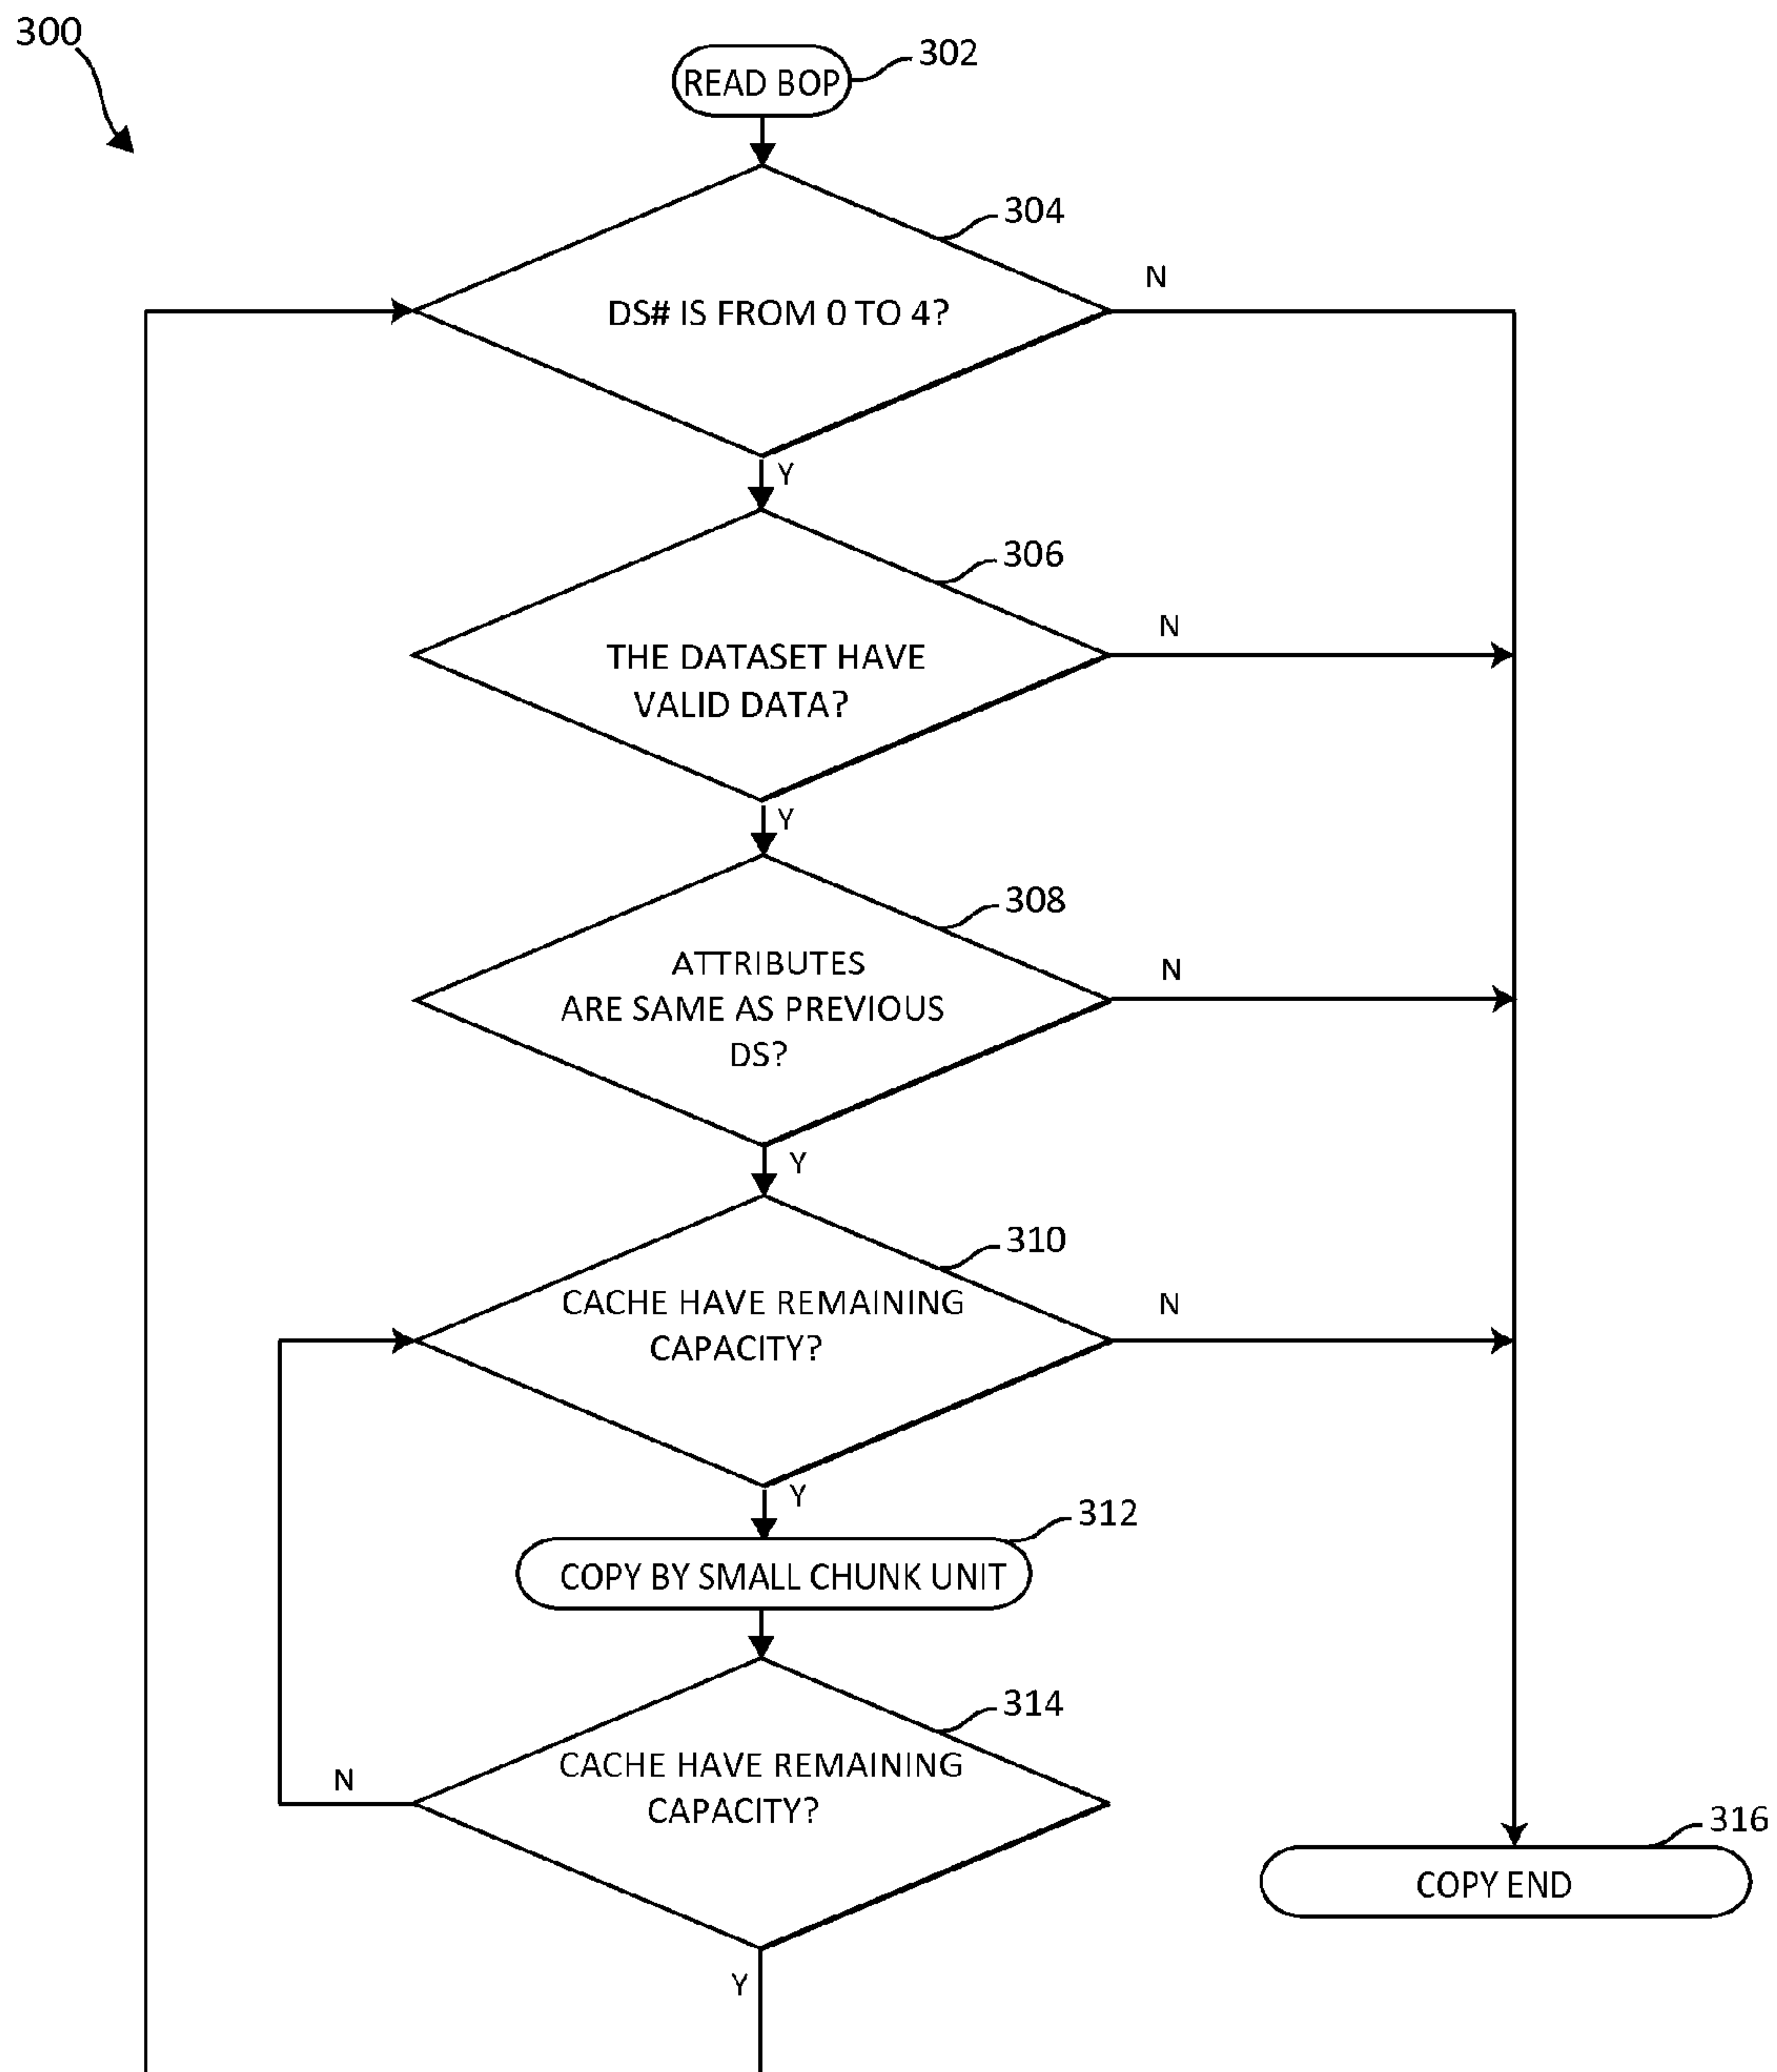 300
READ BOP
302
304
DS# IS FROM 0 TO 4?
N
Y
306
THE DATASET HAVE
VALID DATA?
N
Y
308
ATTRIBUTES
ARE SAME AS PREVIOUS
DS?
N
Y
310
CACHE HAVE REMAINING
CAPACITY?
N
Y
312
COPY BY SMALL CHUNK UNIT
314
CACHE HAVE REMAINING
CAPACITY?
N
Y
316
COPY END